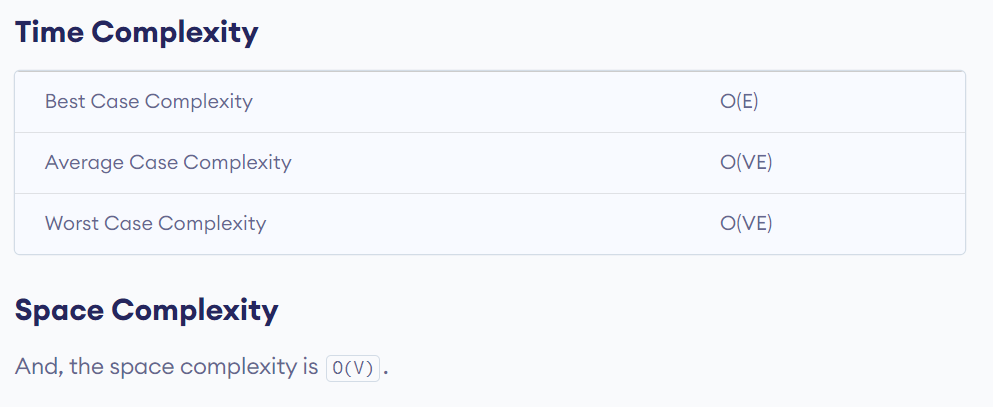 Time Complexity
Best Case Complexity O(E)
Average Case Complexity O(VE)
Worst Case Complexity O(VE)
Space Complexity
And, the space complexity is O(V).